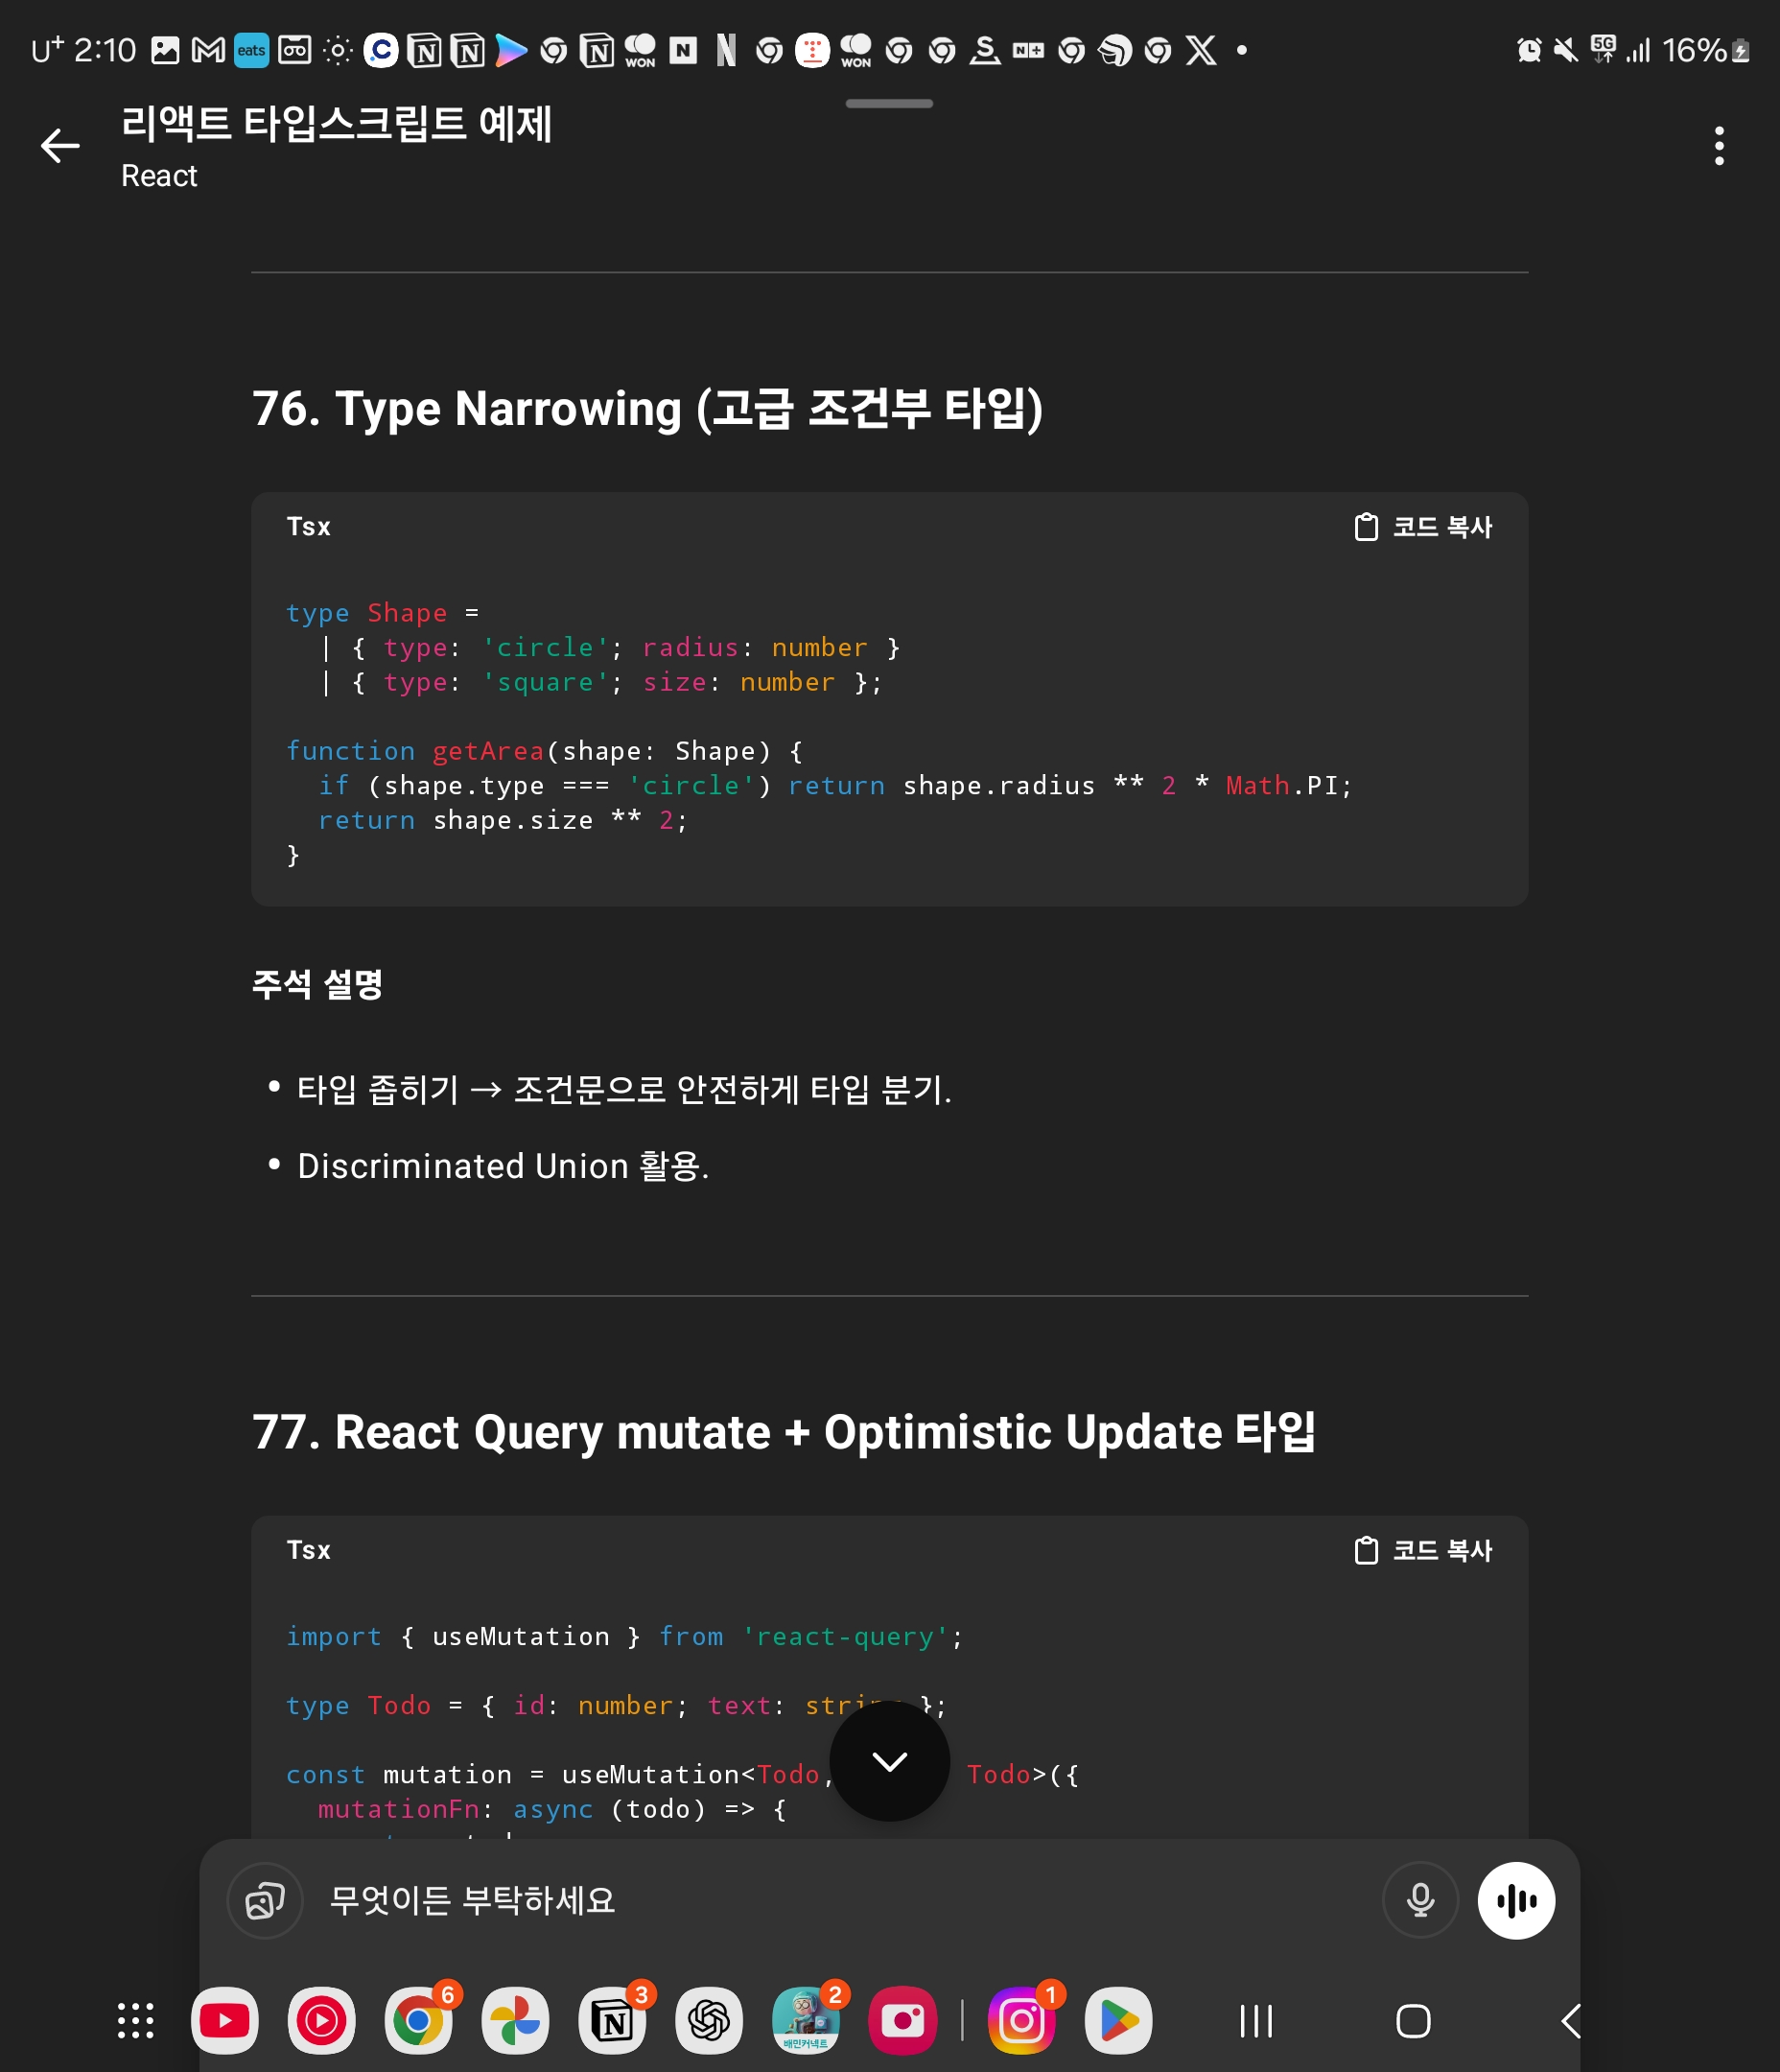 U+ 2:10 eats WON WON 5G 16%
리액트 타입스크립트 예제
React
76. Type Narrowing (고급 조건부 타입)
Tsx 코드 복사
type Shape =
  | { type: 'circle'; radius: number }
  | { type: 'square'; size: number };
function getArea(shape: Shape) {
  if (shape.type === 'circle') return shape.radius ** 2 * Math.PI;
  return shape.size ** 2;
}
주석 설명
• 타입 좁히기 → 조건문으로 안전하게 타입 분기.
• Discriminated Union 활용.
77. React Query mutate + Optimistic Update 타입
Tsx 코드 복사
import { useMutation } from 'react-query';
type Todo = { id: number; text: string };
const mutation = useMutation<Todo, Todo>({
  mutationFn: async (todo) => {
무엇이든 부탁하세요
6 3 2 1
배민커넥트